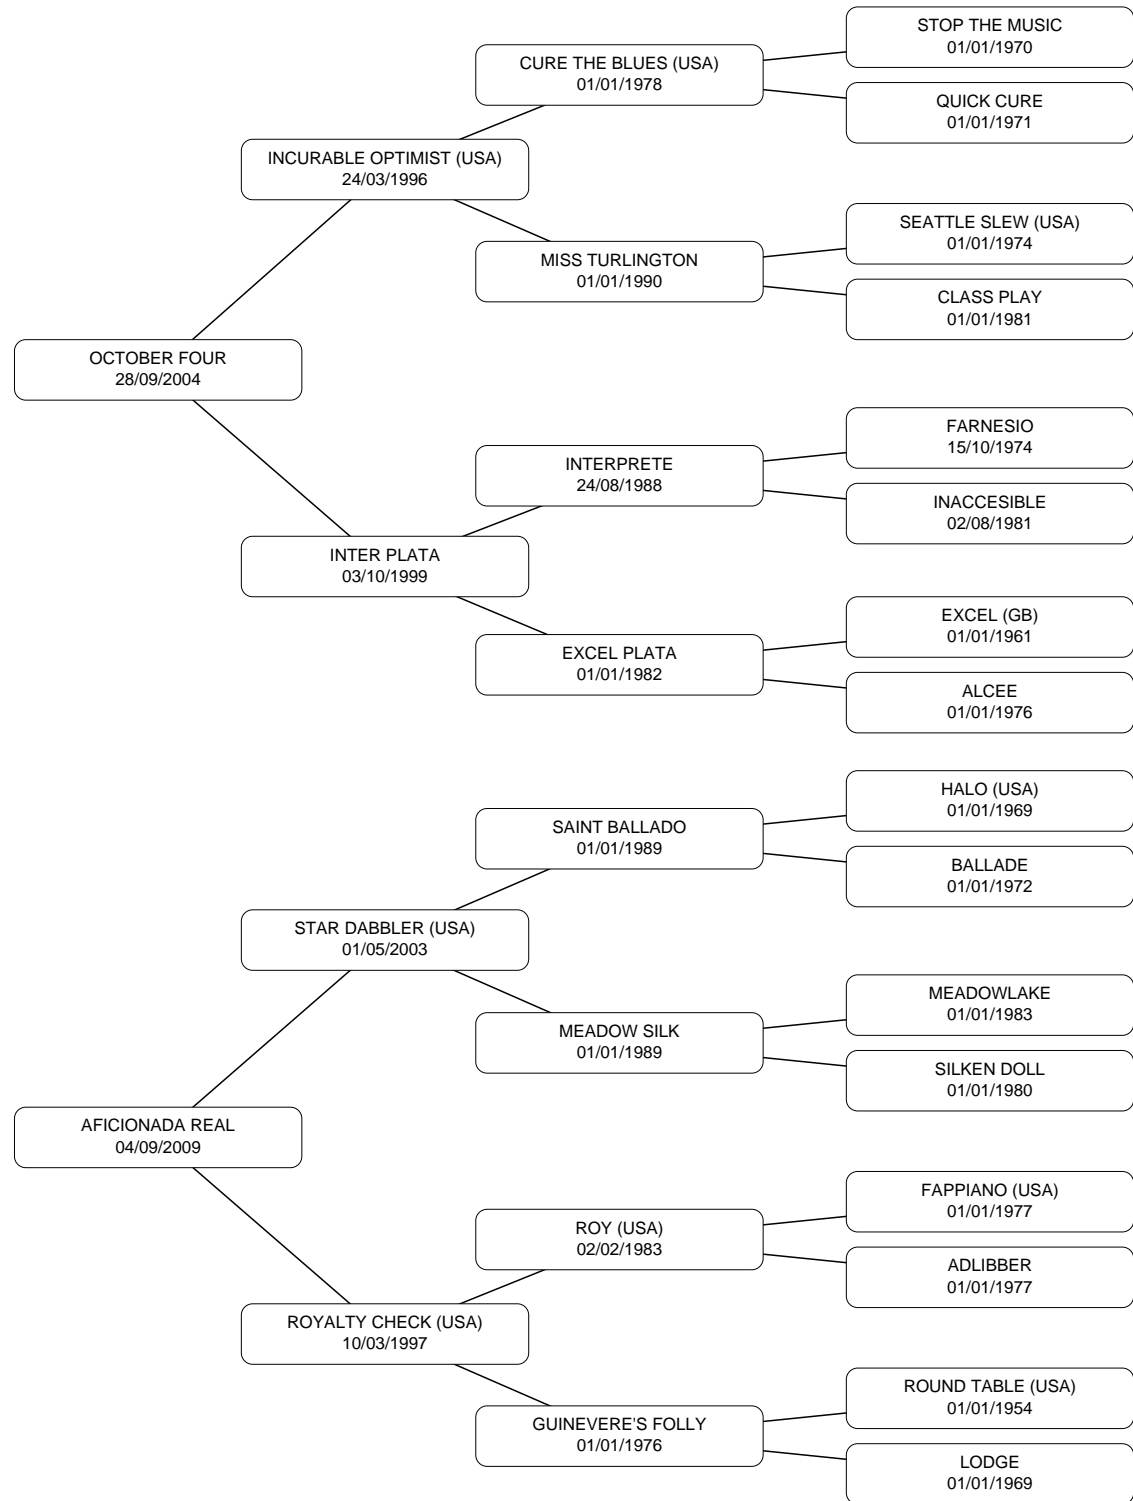 STOP THE MUSIC
01/01/1970
CURE THE BLUES (USA)
01/01/1978
QUICK CURE
01/01/1971
INCURABLE OPTIMIST (USA)
24/03/1996
SEATTLE SLEW (USA)
01/01/1974
MISS TURLINGTON
01/01/1990
CLASS PLAY
01/01/1981
OCTOBER FOUR
28/09/2004
FARNESIO
15/10/1974
INTERPRETE
24/08/1988
INACCESIBLE
02/08/1981
INTER PLATA
03/10/1999
EXCEL (GB)
01/01/1961
EXCEL PLATA
01/01/1982
ALCEE
01/01/1976
HALO (USA)
01/01/1969
SAINT BALLADO
01/01/1989
BALLADE
01/01/1972
STAR DABBLER (USA)
01/05/2003
MEADOWLAKE
01/01/1983
MEADOW SILK
01/01/1989
SILKEN DOLL
01/01/1980
AFICIONADA REAL
04/09/2009
FAPPIANO (USA)
01/01/1977
ROY (USA)
02/02/1983
ADLIBBER
01/01/1977
ROYALTY CHECK (USA)
10/03/1997
ROUND TABLE (USA)
01/01/1954
GUINEVERE'S FOLLY
01/01/1976
LODGE
01/01/1969